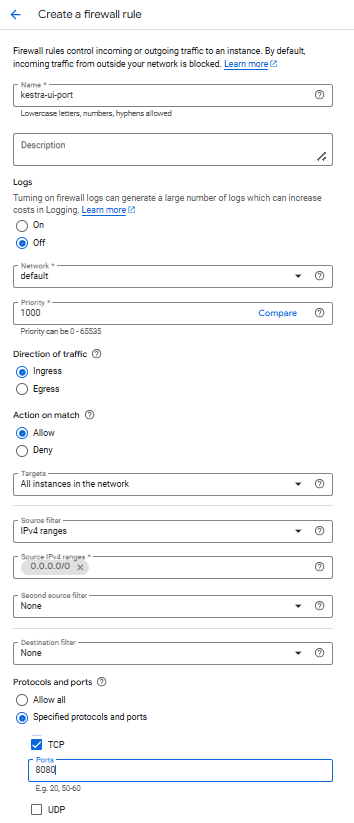 Create a firewall rule
Firewall rules control incoming or outgoing traffic to an instance. By default,
incoming traffic from outside your network is blocked. Learn more
Name *
kestra-ui-port
Lowercase letters, numbers, hyphens allowed
Description
Logs
Turning on firewall logs can generate a large number of logs which can increase
costs in Logging. Learn more
On
Off
Network *
default
Priority *
1000
Compare
Priority can be 0 - 65535
Direction of traffic
Ingress
Egress
Action on match
Allow
Deny
Targets
All instances in the network
Source filter
IPv4 ranges
Source IPv4 ranges *
0.0.0.0/0
Second source filter
None
Destination filter
None
Protocols and ports
Allow all
Specified protocols and ports
TCP
Ports
8080
E.g. 20, 50-60
UDP